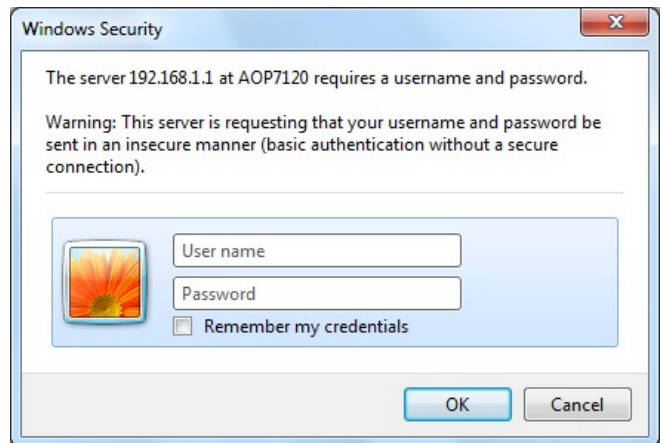 Windows Security
The server 192.168.1.1 at AOP7120 requires a username and password.
Warning: This server is requesting that your username and password be
sent in an insecure manner (basic authentication without a secure
connection).
User name
Password
Remember my credentials
OK
Cancel